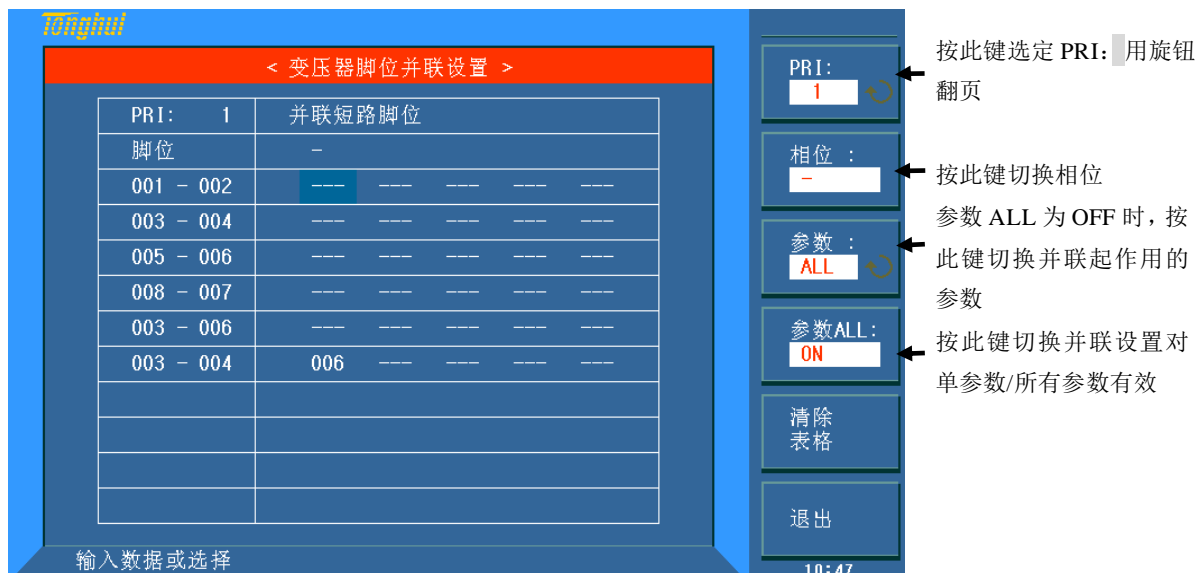 Tonghui
< 变压器脚位并联设置 >
PRI: 1 并联短路脚位
脚位 -
001 - 002 --- --- --- --- ---
003 - 004 --- --- --- --- ---
005 - 006 --- --- --- --- ---
008 - 007 --- --- --- --- ---
003 - 006 --- --- --- --- ---
003 - 004 006 --- --- --- ---
输入数据或选择
PRI:
1
相位 :
-
参数 :
ALL
参数ALL:
ON
清除
表格
退出
10:47
按此键选定 PRI： 用旋钮
翻页
按此键切换相位
参数 ALL 为 OFF 时，按
此键切换并联起作用的
参数
按此键切换并联设置对
单参数/所有参数有效